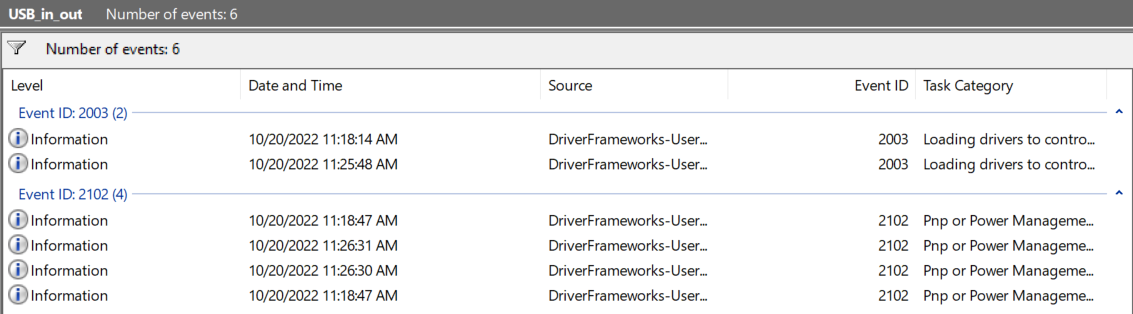 USB_in_out Number of events: 6
Number of events: 6
Level Date and Time Source Event ID Task Category
Event ID: 2003 (2)
Information 10/20/2022 11:18:14 AM DriverFrameworks-User... 2003 Loading drivers to contro...
Information 10/20/2022 11:25:48 AM DriverFrameworks-User... 2003 Loading drivers to contro...
Event ID: 2102 (4)
Information 10/20/2022 11:18:47 AM DriverFrameworks-User... 2102 Pnp or Power Manageme...
Information 10/20/2022 11:26:31 AM DriverFrameworks-User... 2102 Pnp or Power Manageme...
Information 10/20/2022 11:26:30 AM DriverFrameworks-User... 2102 Pnp or Power Manageme...
Information 10/20/2022 11:18:47 AM DriverFrameworks-User... 2102 Pnp or Power Manageme...